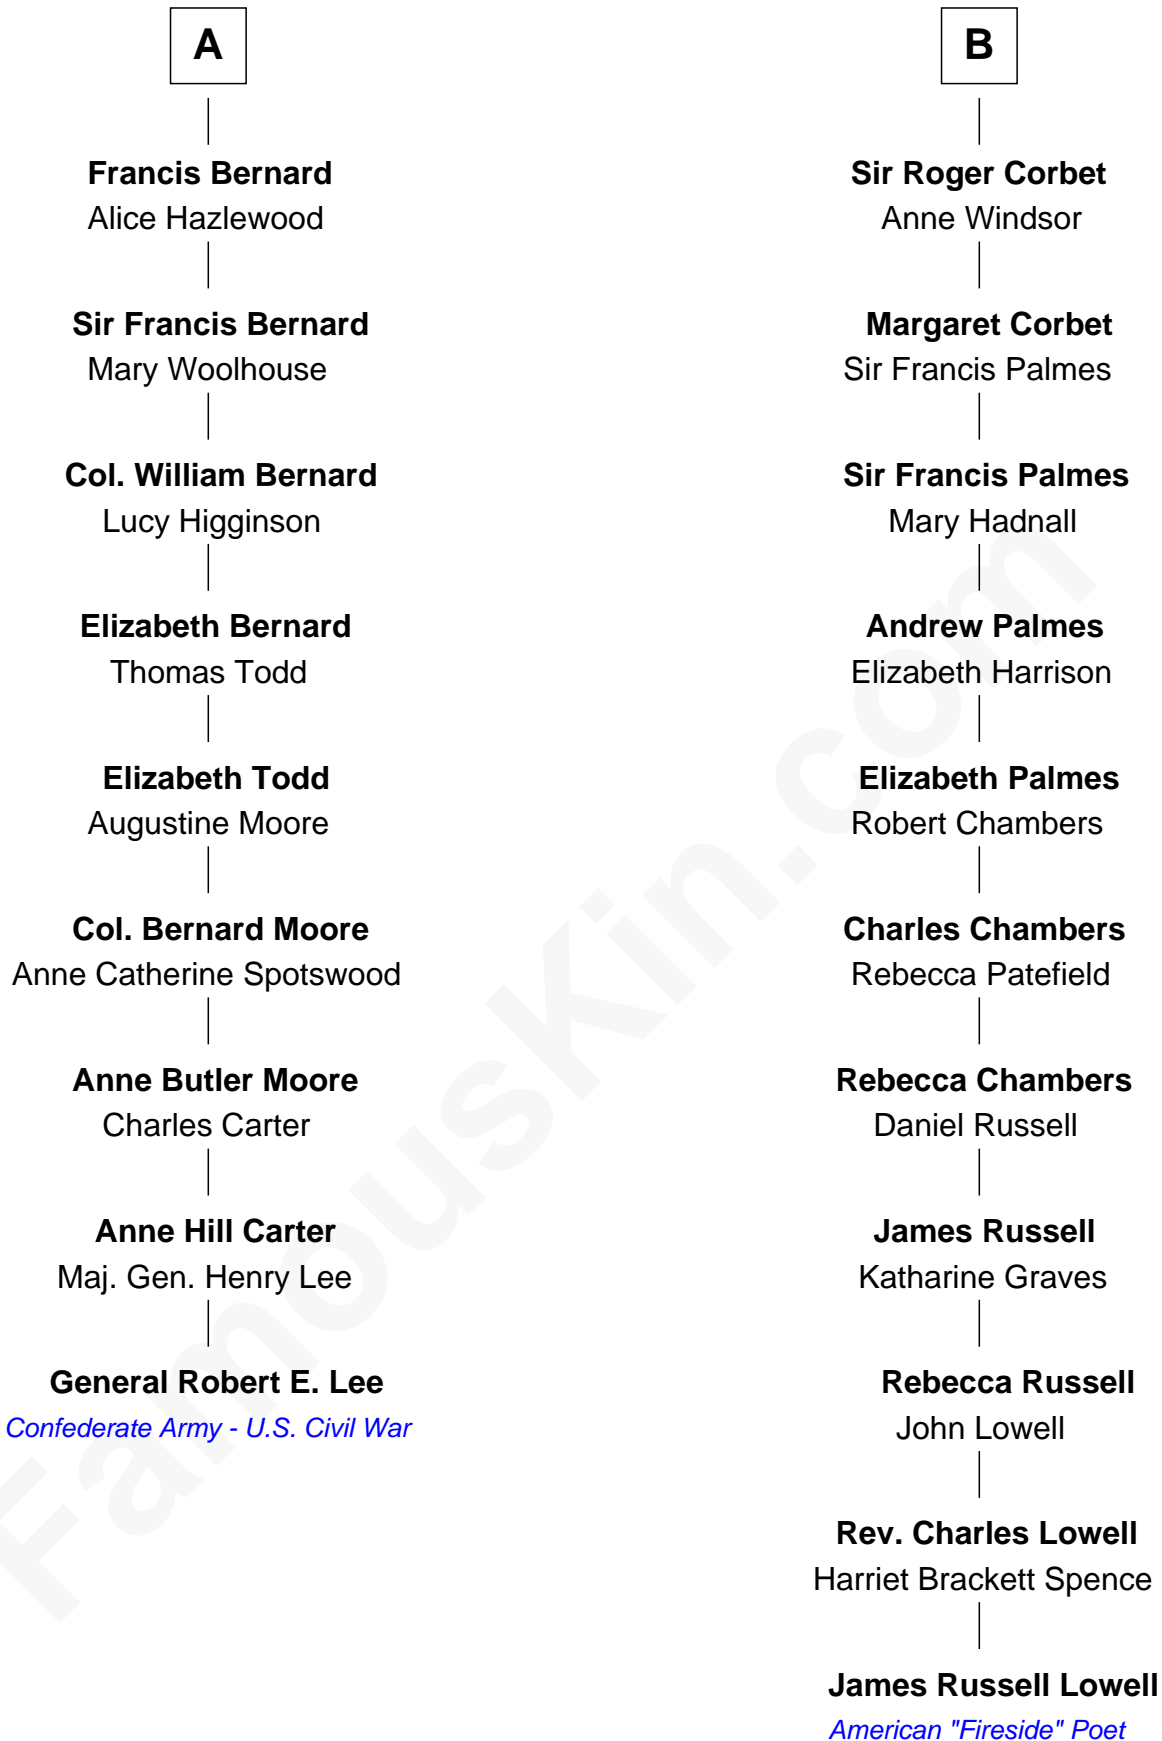 A
Francis Bernard
Alice Hazlewood
Sir Francis Bernard
Mary Woolhouse
Col. William Bernard
Lucy Higginson
Elizabeth Bernard
Thomas Todd
Elizabeth Todd
Augustine Moore
Col. Bernard Moore
Anne Catherine Spotswood
Anne Butler Moore
Charles Carter
Anne Hill Carter
Maj. Gen. Henry Lee
General Robert E. Lee
Confederate Army - U.S. Civil War
B
Sir Roger Corbet
Anne Windsor
Margaret Corbet
Sir Francis Palmes
Sir Francis Palmes
Mary Hadnall
Andrew Palmes
Elizabeth Harrison
Elizabeth Palmes
Robert Chambers
Charles Chambers
Rebecca Patefield
Rebecca Chambers
Daniel Russell
James Russell
Katharine Graves
Rebecca Russell
John Lowell
Rev. Charles Lowell
Harriet Brackett Spence
James Russell Lowell
American "Fireside" Poet
FamousKin.com